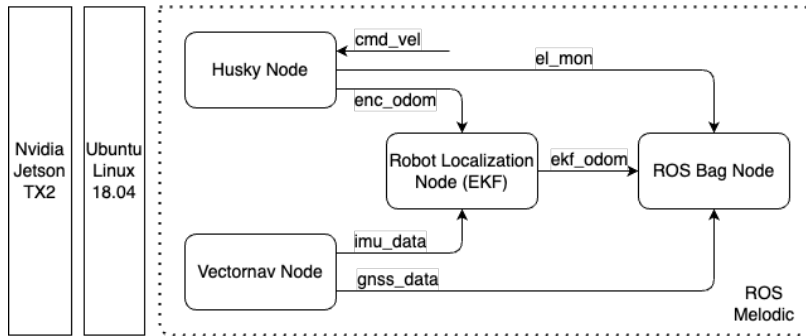 Nvidia
Jetson
TX2
Ubuntu
Linux
18.04
Husky Node
cmd_vel
el_mon
enc_odom
Robot Localization
Node (EKF)
ekf_odom
ROS Bag Node
Vectornav Node
imu_data
gnss_data
ROS
Melodic